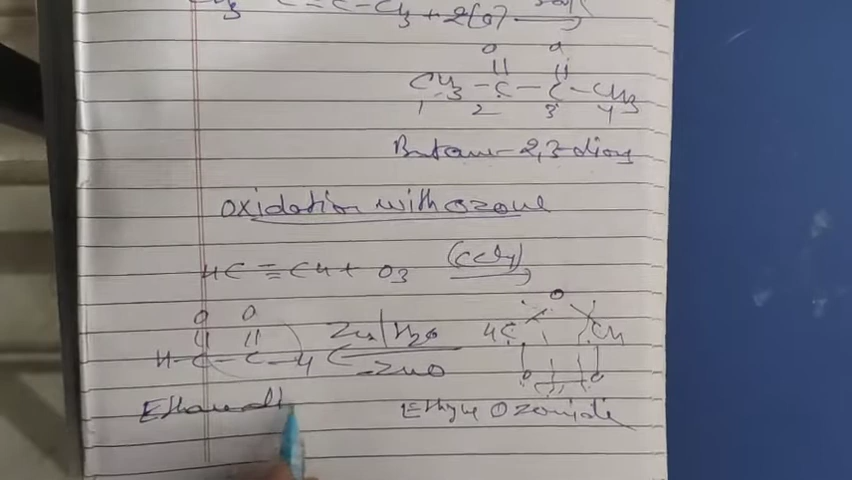 CH3 C ≡ C - CH3 + 2[O]
O O
|| ||
CH3 - C - C - CH3
1 2 3 4
Butane-2,3-dione
oxidation with ozone
HC ≡ CH + O3 (CCl4)
O
O O Zn/H2O HC CH
|| ||
H - C - C - H -ZnO O O
Ethandi Ethyne Ozonide